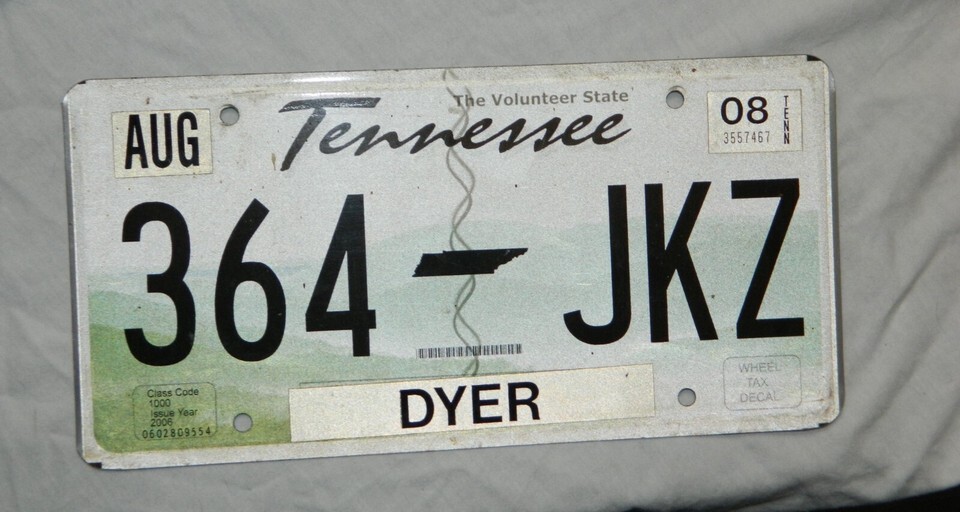 The Volunteer State
AUG
Tennessee
08
TENN
3557467
364 JKZ
Class Code
1000
Issue Year
2006
0602809554
DYER
WHEEL
TAX
DECAL